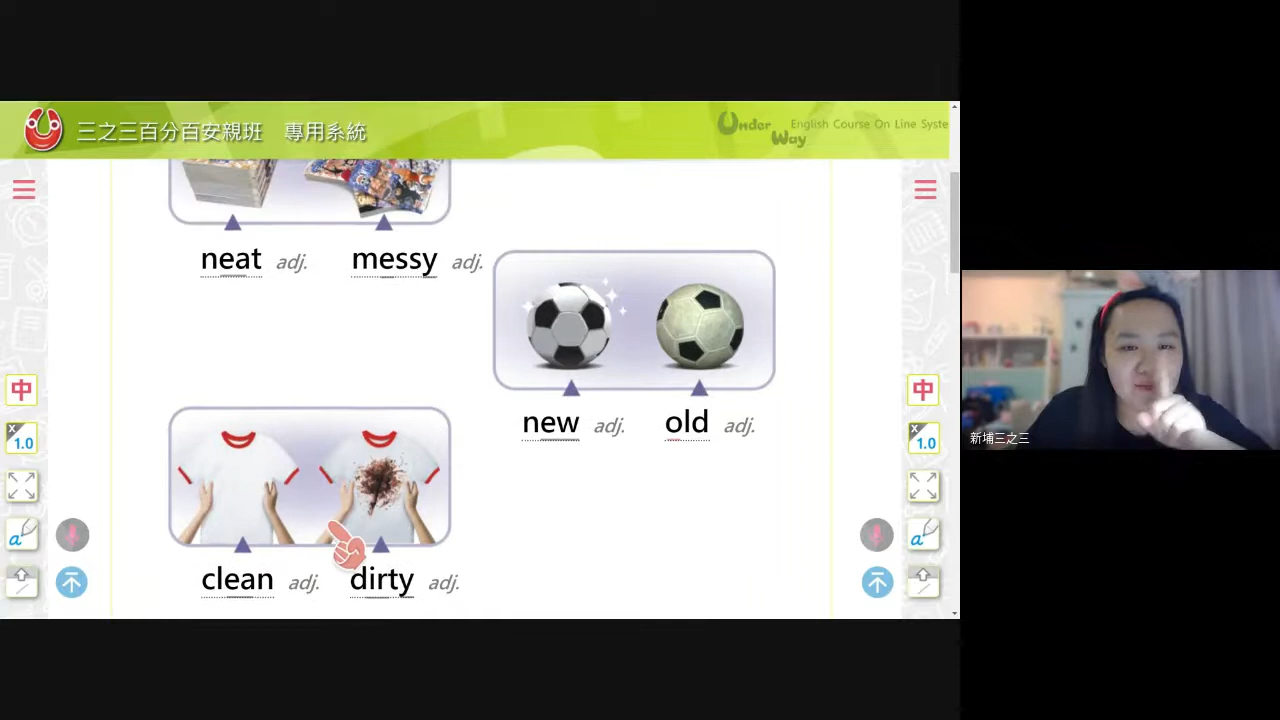 三之三百分百安親班 專用系統
Under Way English Course On Line Syste
neat adj. messy adj.
new adj. old adj.
clean adj. dirty adj.
中
中
x 1.0
x 1.0
a
a
新埔三之三